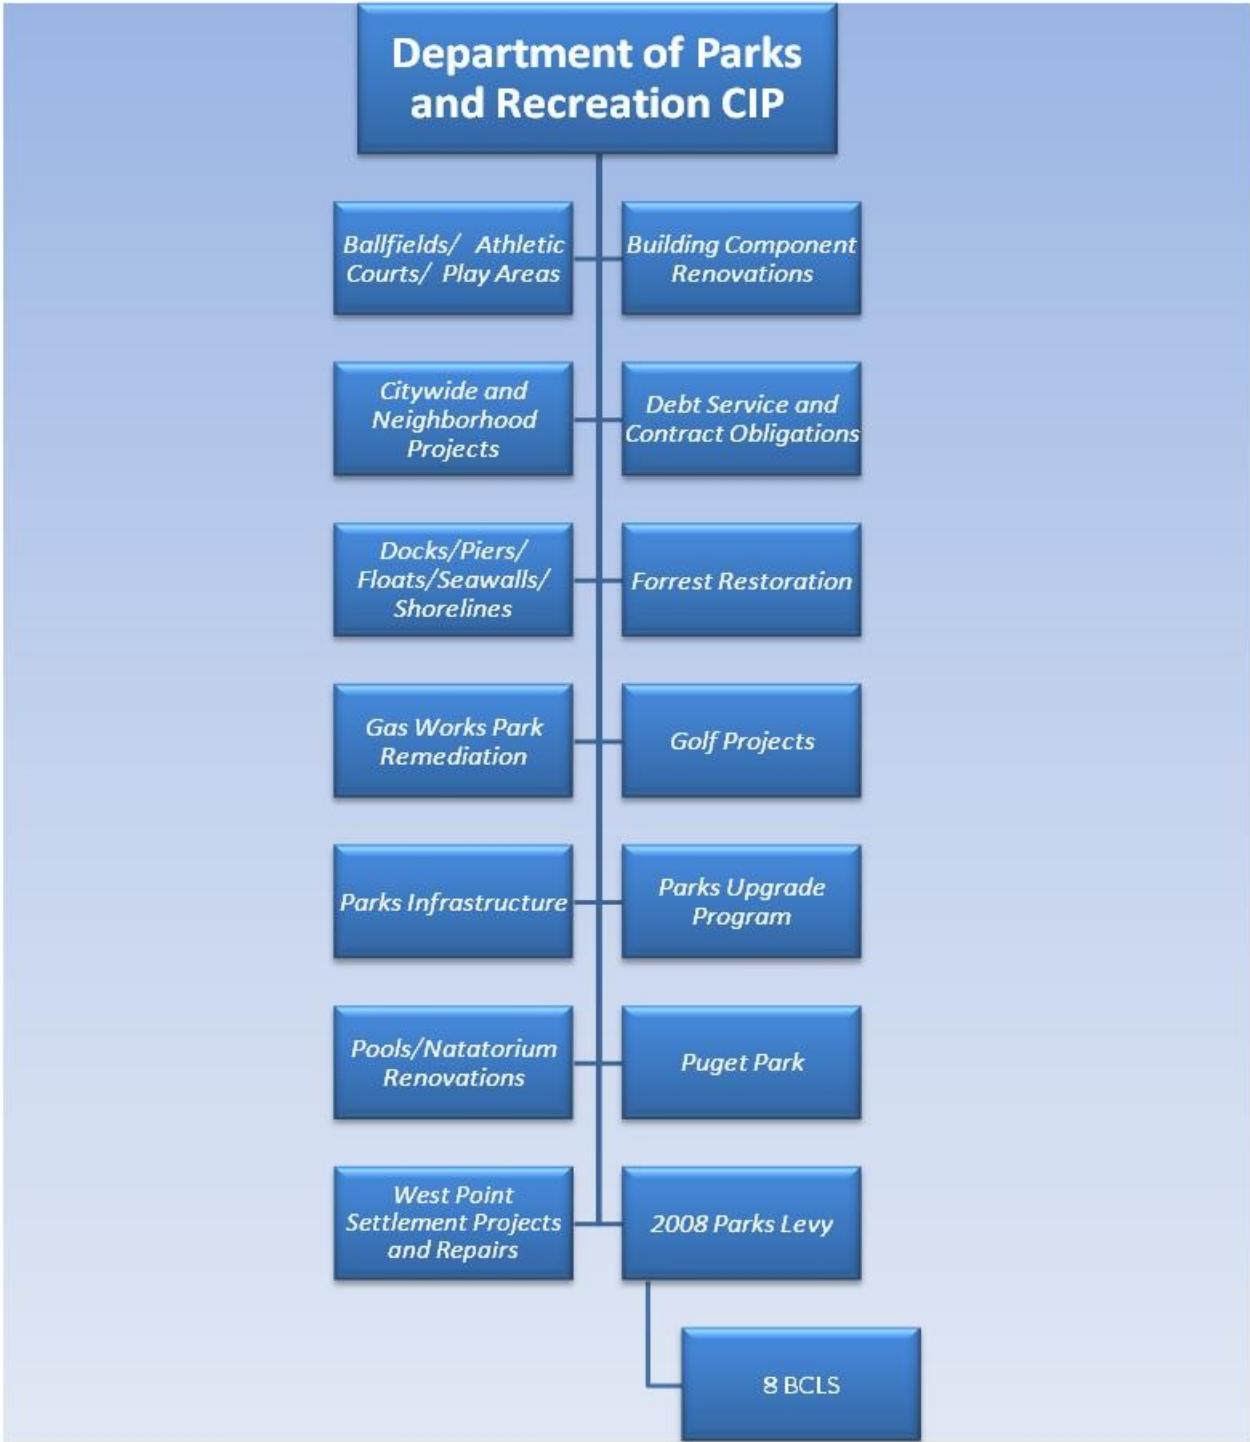 Department of Parks
and Recreation CIP
Ballfields/ Athletic
Courts/ Play Areas
Building Component
Renovations
Citywide and
Neighborhood
Projects
Debt Service and
Contract Obligations
Docks/Piers/
Floats/Seawalls/
Shorelines
Forrest Restoration
Gas Works Park
Remediation
Golf Projects
Parks Infrastructure
Parks Upgrade
Program
Pools/Natatorium
Renovations
Puget Park
West Point
Settlement Projects
and Repairs
2008 Parks Levy
8 BCLS